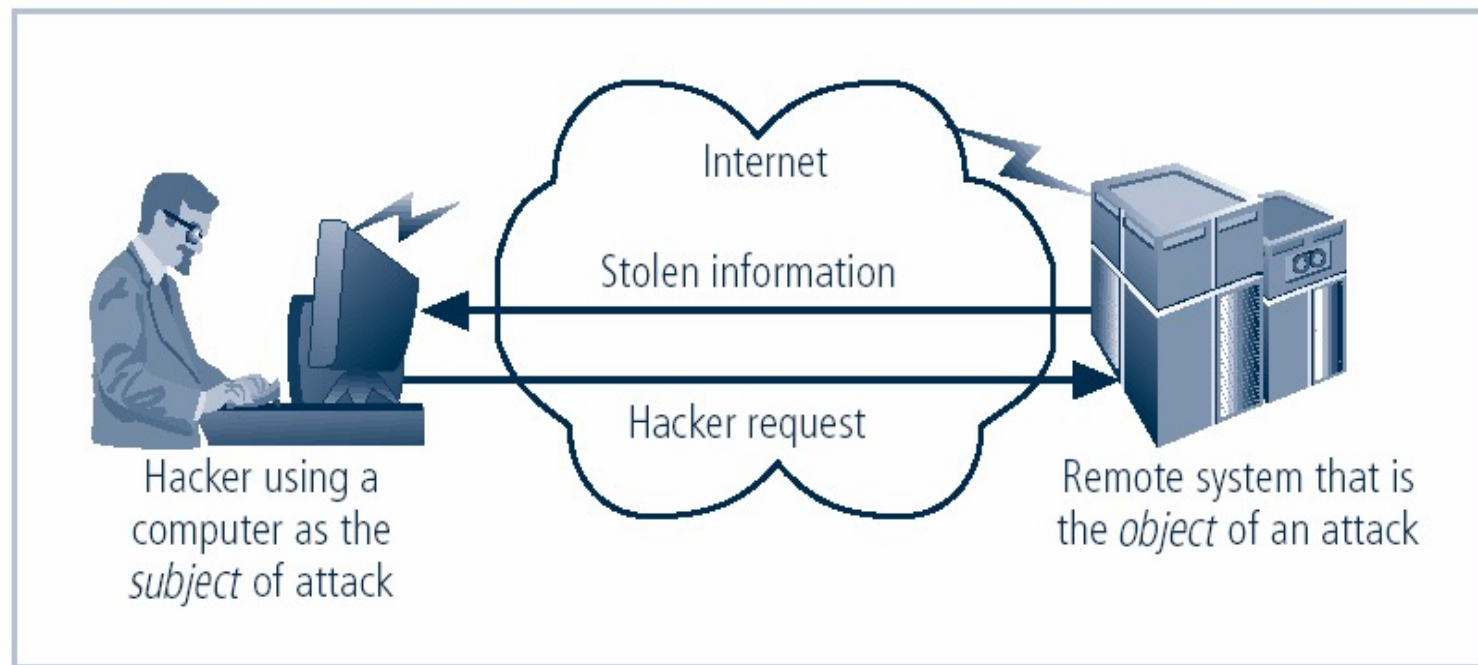 Internet
Stolen information
Hacker request
Hacker using a
computer as the
subject of attack
Remote system that is
the object of an attack